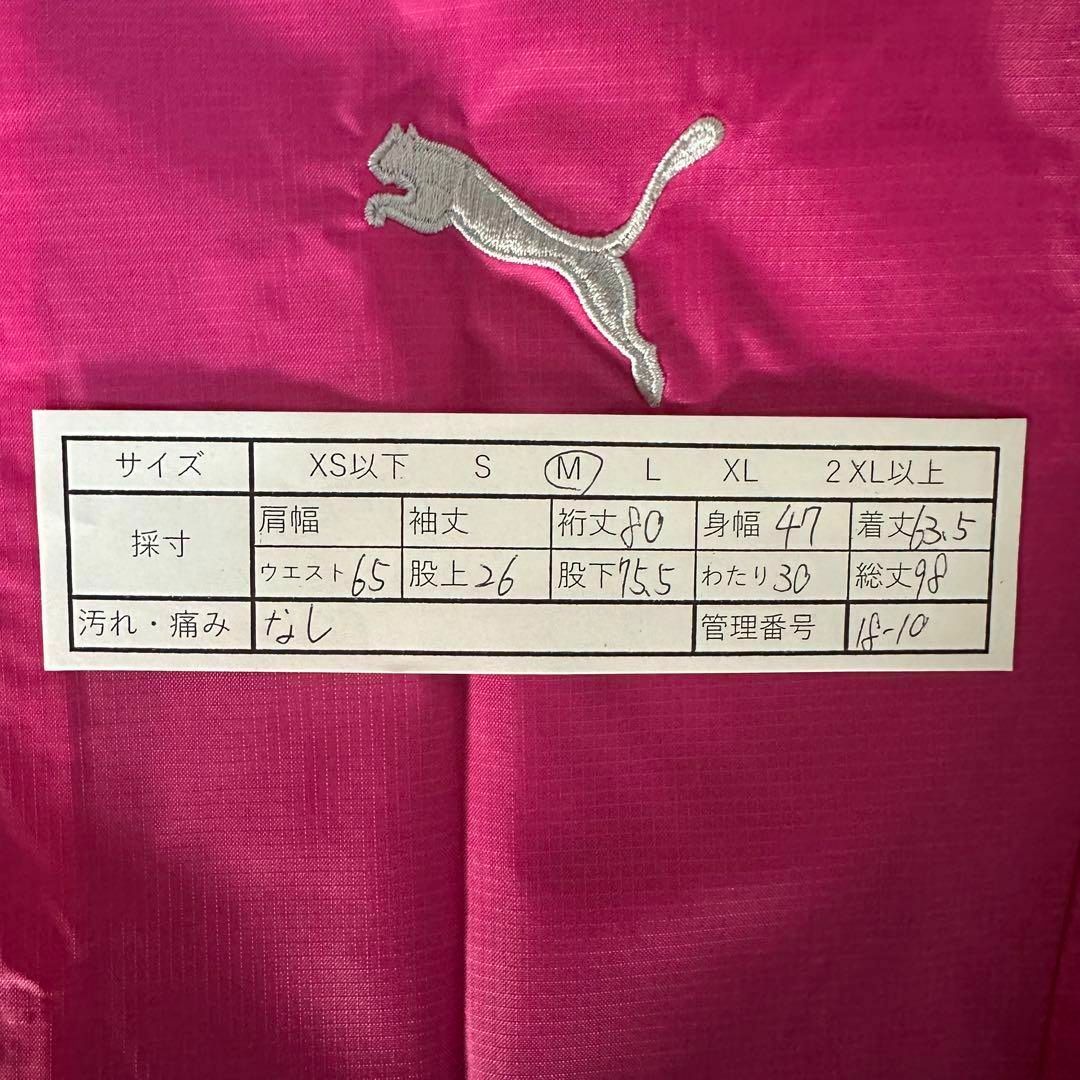 サイズ XS以下 S M L XL 2XL以上
採寸 肩幅 袖丈 裄丈80 身幅47 着丈63.5
ウエスト65 股上26 股下75.5 わたり30 総丈98
汚れ・痛み なし 管理番号 18-10